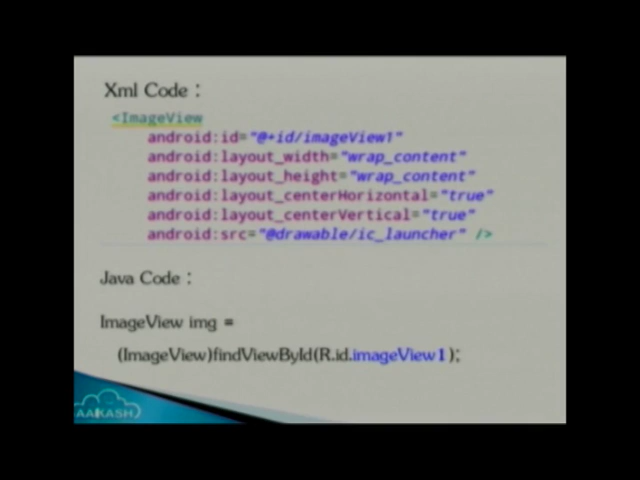 Xml Code :
<ImageView
android:id="@+id/imageView1"
android:layout_width="wrap_content"
android:layout_height="wrap_content"
android:layout_centerHorizontal="true"
android:layout_centerVertical="true"
android:src="@drawable/ic_launcher" />
Java Code :
ImageView img =
(ImageView)findViewById(R.id.imageView1);
AAKASH